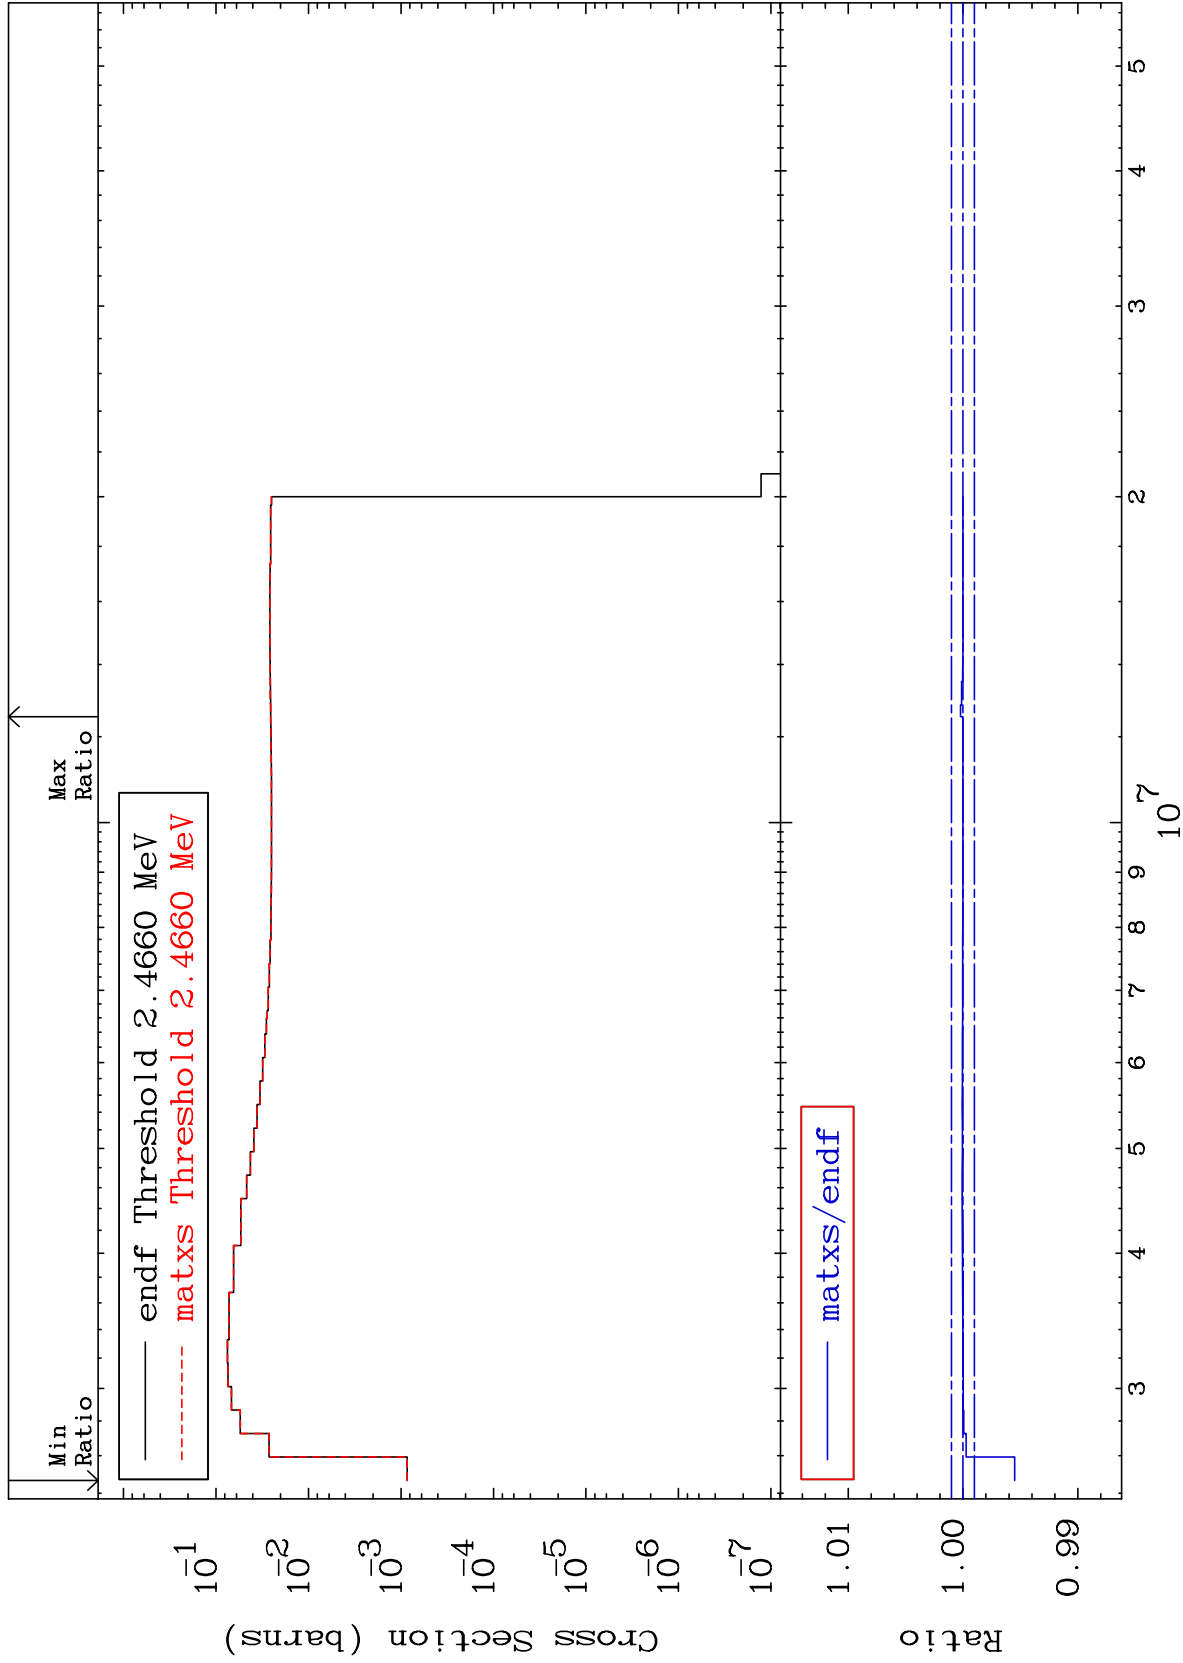 Min
Ratio
Max
Ratio
endf Threshold 2.4660 MeV
matxs Threshold 2.4660 MeV
10-1
10-2
10-3
10-4
10-5
10-6
10-7
Cross Section (barns)
matxs/endf
1.01
1.00
0.99
Ratio
3
4
5
6
7
8
9
10 7
2
3
4
5